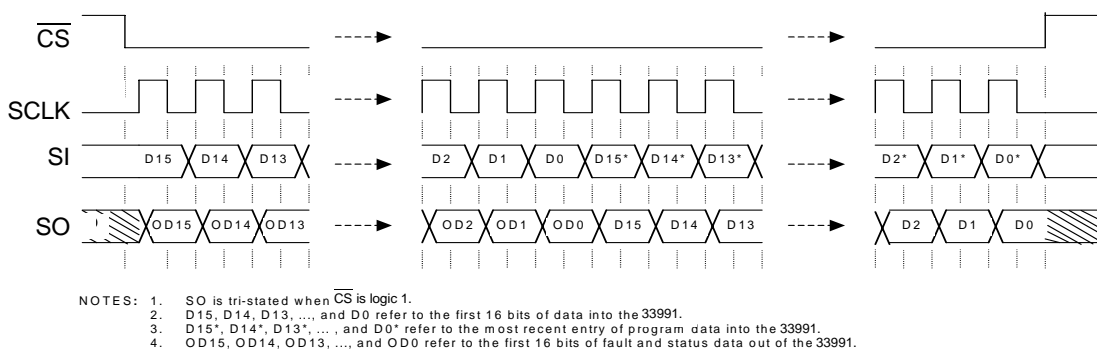 CS
SCLK
SI D15 D14 D13 D2 D1 D0 D15* D14* D13* D2* D1* D0*
SO OD15 OD14 OD13 OD2 OD1 OD0 D15 D14 D13 D2 D1 D0
NOTES: 1. SO is tri-stated when CS is logic 1.
2. D15, D14, D13, ..., and D0 refer to the first 16 bits of data into the 33991.
3. D15*, D14*, D13*, ... , and D0* refer to the most recent entry of program data into the 33991.
4. OD15, OD14, OD13, ..., and OD0 refer to the first 16 bits of fault and status data out of the 33991.